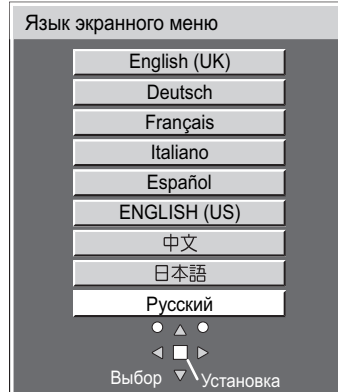 Язык экранного меню
English (UK)
Deutsch
Français
Italiano
Español
ENGLISH (US)
中文
日本語
Русский
Выбор
Установка